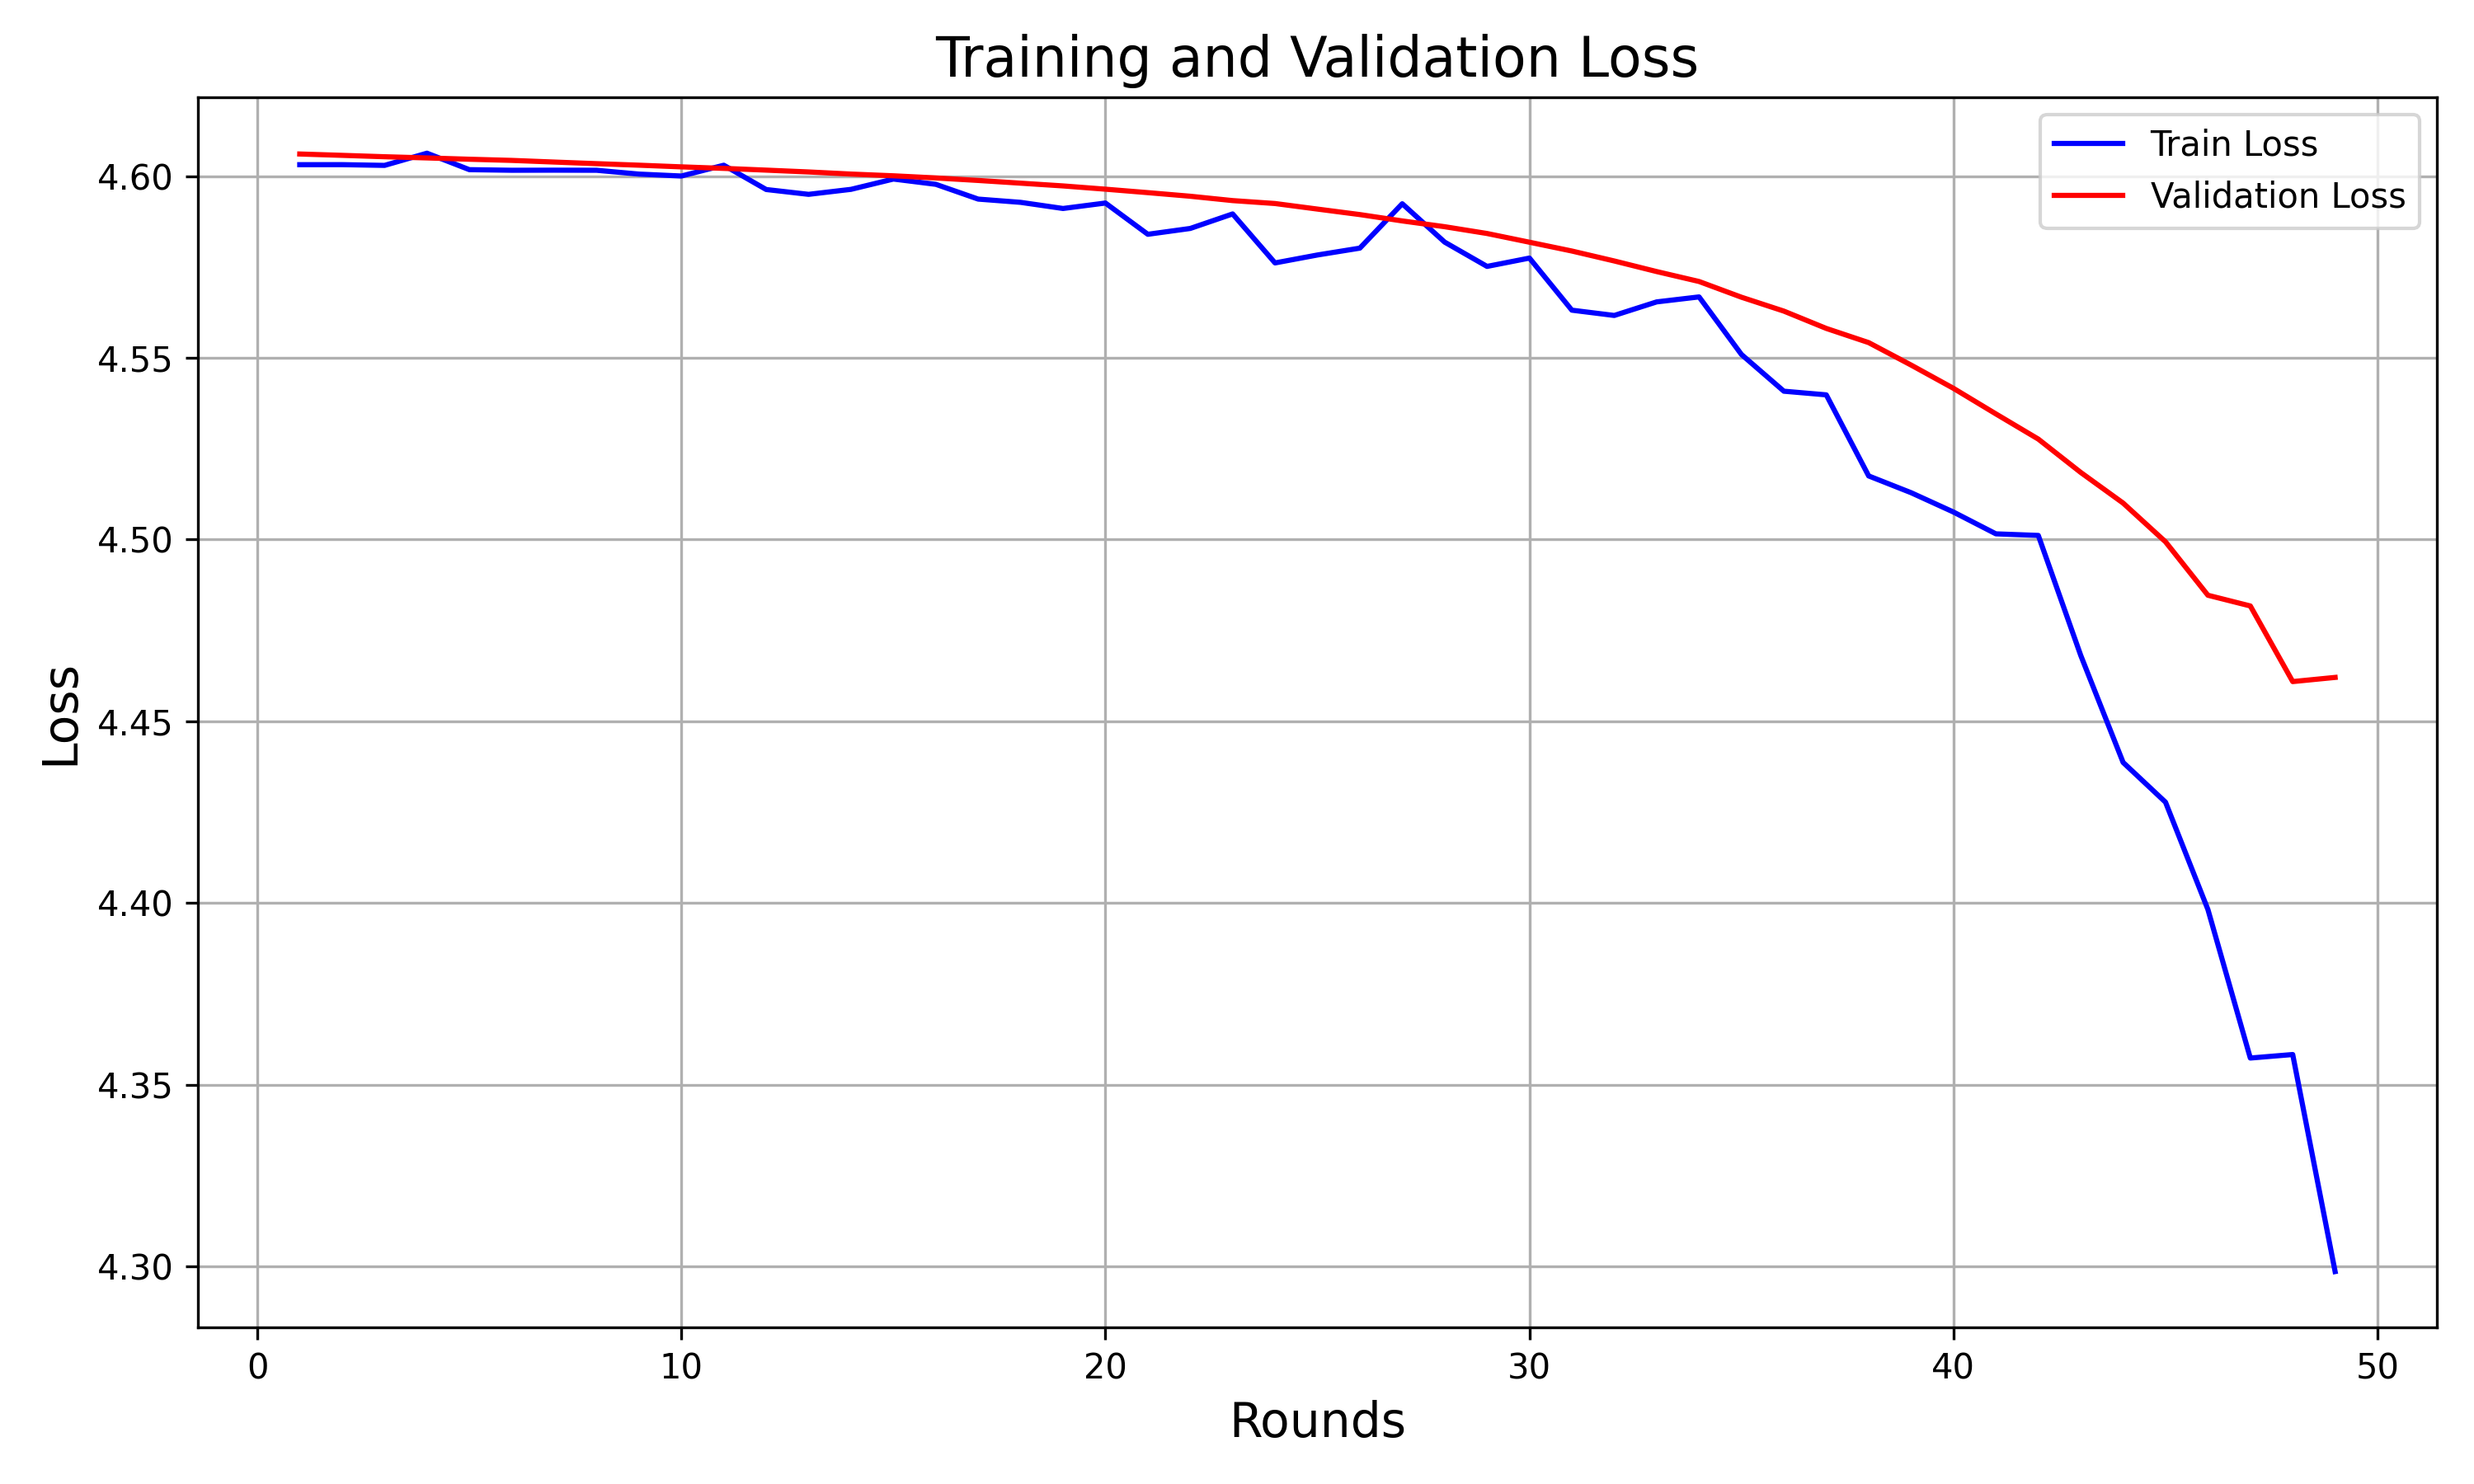 Training and Validation Loss
Train Loss
Validation Loss
4.60
4.55
4.50
4.45
4.40
4.35
4.30
Loss
0 10 20 30 40 50
Rounds